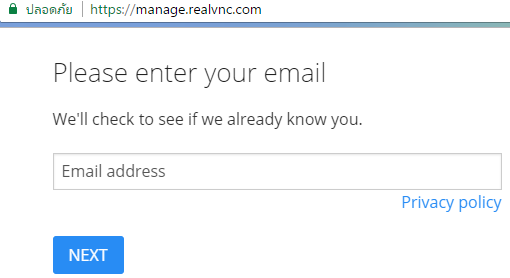 ปลอดภัย | https://manage.realvnc.com
Please enter your email
We'll check to see if we already know you.
Email address
Privacy policy
NEXT